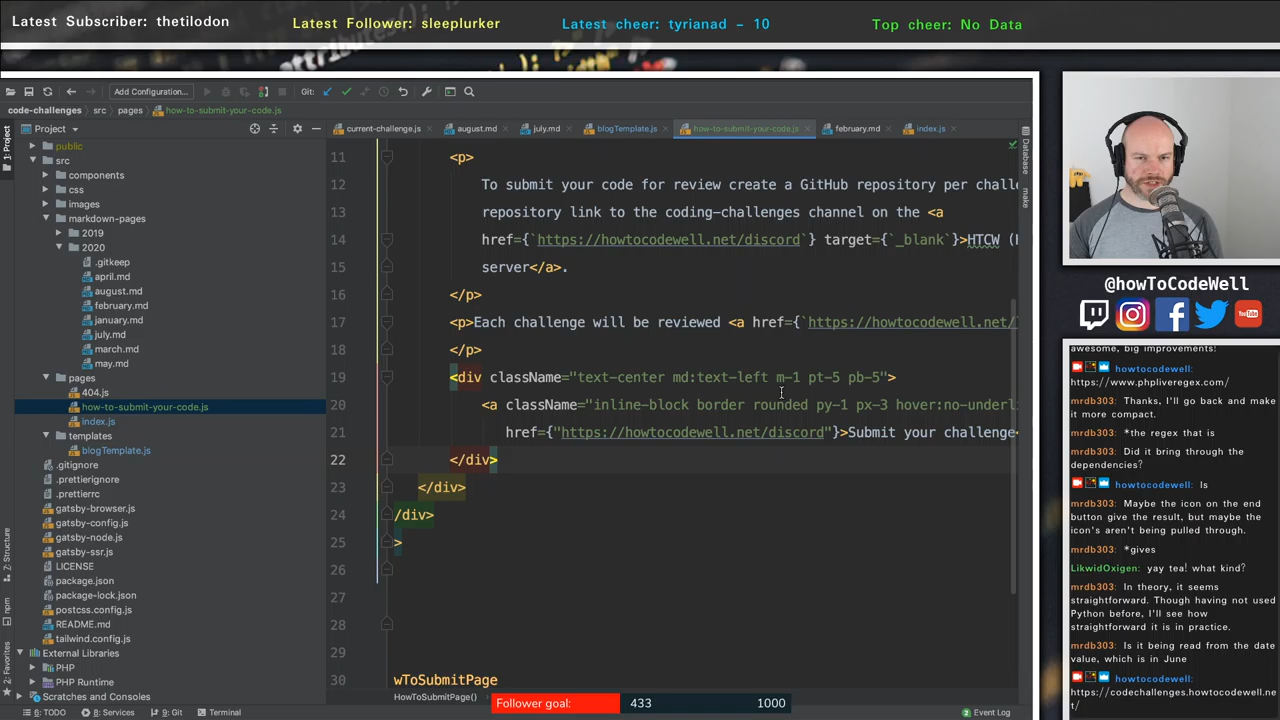 Latest Subscriber: thetilodon
Latest Follower: sleeplurker
Latest cheer: tyrianad - 10
Top cheer: No Data
Add Configuration...
Git:
code-challenges
src
pages
how-to-submit-your-code.js
Project
current-challenge.js
august.md
july.md
blogTemplate.js
how-to-submit-your-code.js
february.md
index.js
1: Project
public
src
components
css
images
markdown-pages
2019
2020
.gitkeep
april.md
august.md
february.md
january.md
july.md
march.md
may.md
pages
404.js
how-to-submit-your-code.js
index.js
templates
blogTemplate.js
.gitignore
.prettierignore
.prettierrc
gatsby-browser.js
gatsby-config.js
gatsby-node.js
gatsby-ssr.js
LICENSE
package.json
package-lock.json
postcss.config.js
README.md
tailwind.config.js
External Libraries
PHP
PHP Runtime
Scratches and Consoles
7: Structure
npm
2: Favorites
11 <p>
12 To submit your code for review create a GitHub repository per challe
13 repository link to the coding-challenges channel on the <a
14 href={`https://howtocodewell.net/discord`} target={`_blank`}>HTCW (
15 server</a>.
16 </p>
17 <p>Each challenge will be reviewed <a href={`https://howtocodewell.net/
18 </p>
19 <div className="text-center md:text-left m-1 pt-5 pb-5">
20 <a className="inline-block border rounded py-1 px-3 hover:no-underli
21 href={"https://howtocodewell.net/discord"}>Submit your challenge
22 </div>
23 </div>
24 /div>
25 >
26
27
28
29
30 wToSubmitPage
HowToSubmitPage()
Database
make
6: TODO
8: Services
9: Git
Terminal
Event Log
Follower goal:
433
1000
@howToCodeWell
You Tube
awesome, big improvements!
howtocodewell:
https://www.phpliveregex.com/
mrdb303: Thanks, I'll go back and make
it more compact.
mrdb303: *the regex that is
mrdb303: Did it bring through the
dependencies?
howtocodewell: Is
mrdb303: Maybe the icon on the end
button give the result, but maybe the
icon's aren't being pulled through.
mrdb303: *gives
LikwidOxigen: yay tea! what kind?
mrdb303: In theory, it seems
straightforward. Though having not used
Python before, I'll see how
straightforward it is in practice.
mrdb303: Is it being read from the date
value, which is in June
howtocodewell:
https://codechallenges.howtocodewell.ne
t/